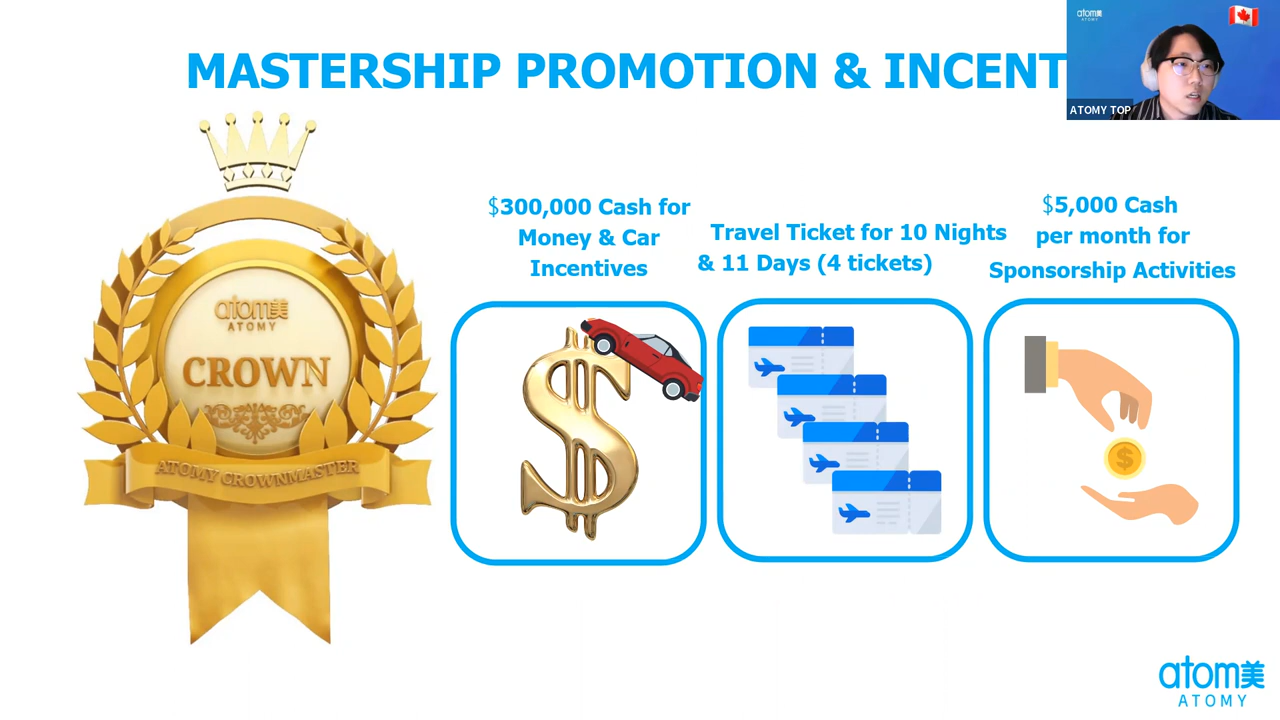 atom美
ATOMY
MASTERSHIP PROMOTION & INCENT
ATOMY TOP
atom美
ATOMY
CROWN
ATOMY CROWNMASTER
$300,000 Cash for
Money & Car
Incentives
Travel Ticket for 10 Nights
& 11 Days (4 tickets)
$5,000 Cash
per month for
Sponsorship Activities
$
$
atom美
ATOMY